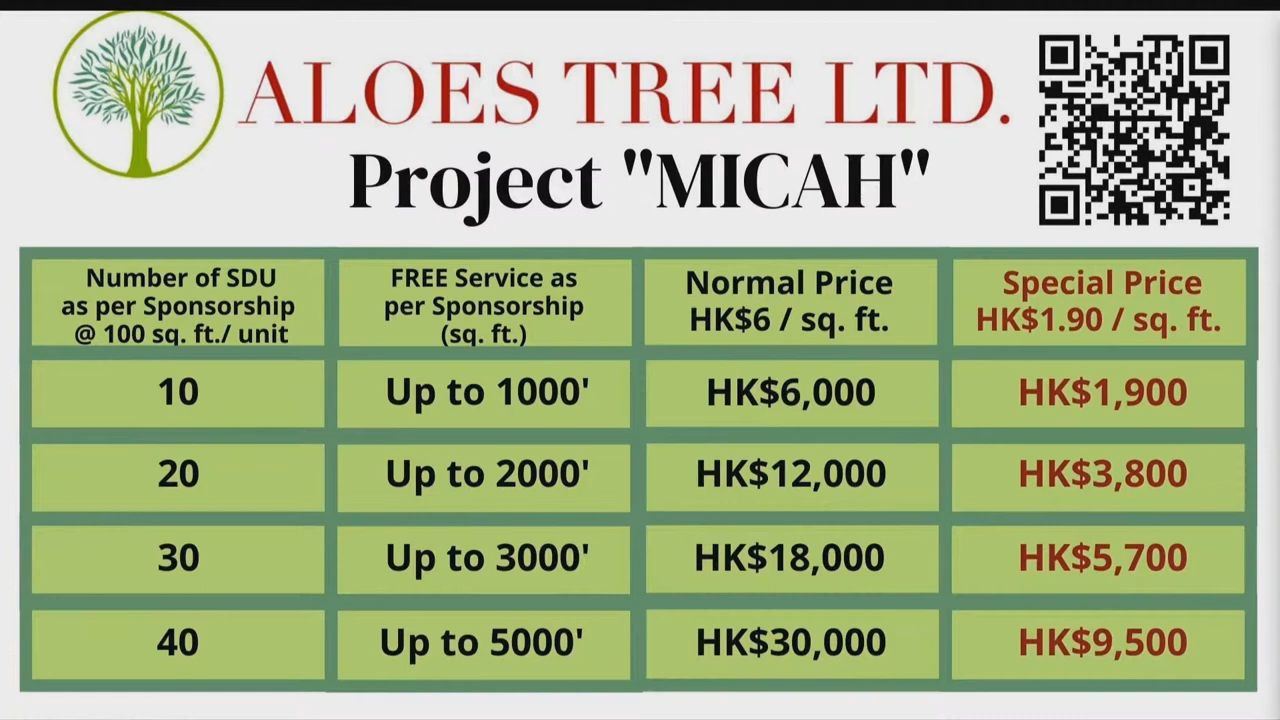 ALOES TREE LTD.
Project "MICAH"
Number of SDU
as per Sponsorship
@ 100 sq. ft./ unit
FREE Service as
per Sponsorship
(sq. ft.)
Normal Price
HK$6 / sq. ft.
Special Price
HK$1.90 / sq. ft.
10
Up to 1000'
HK$6,000
HK$1,900
20
Up to 2000'
HK$12,000
HK$3,800
30
Up to 3000'
HK$18,000
HK$5,700
40
Up to 5000'
HK$30,000
HK$9,500